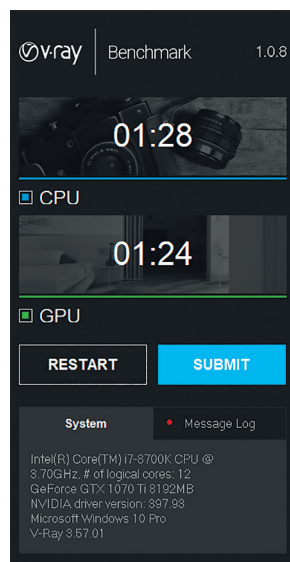 v·ray Benchmark 1.0.8
01:28
CPU
01:24
GPU
RESTART SUBMIT
System Message Log
Intel(R) Core(TM) i7-8700K CPU @
3.70GHz, # of logical cores: 12
GeForce GTX 1070 Ti 8192MB
NVIDIA driver version: 397.93
Microsoft Windows 10 Pro
V-Ray 3.57.01